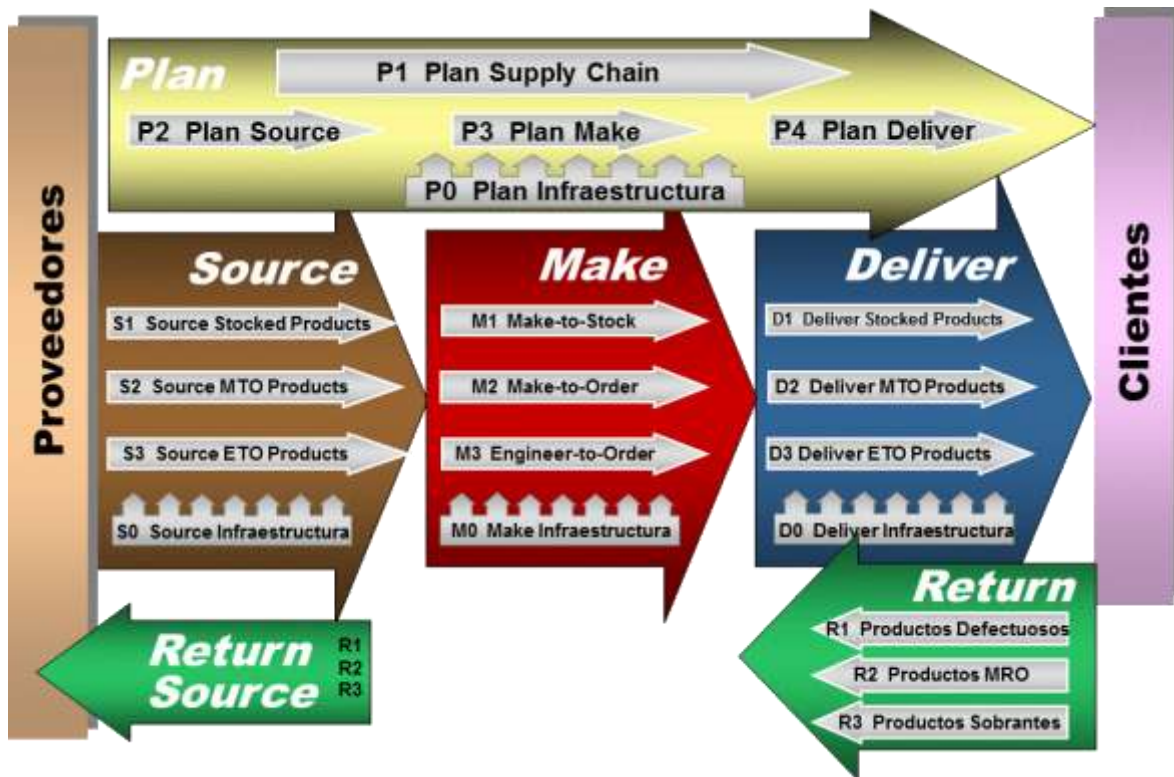 Proveedores
Plan
P1 Plan Supply Chain
P2 Plan Source
P3 Plan Make
P4 Plan Deliver
P0 Plan Infraestructura
Source
S1 Source Stocked Products
S2 Source MTO Products
S3 Source ETO Products
S0 Source Infraestructura
Make
M1 Make-to-Stock
M2 Make-to-Order
M3 Engineer-to-Order
M0 Make Infraestructura
Deliver
D1 Deliver Stocked Products
D2 Deliver MTO Products
D3 Deliver ETO Products
D0 Deliver Infraestructura
Clientes
Return
Source
R1
R2
R3
Return
R1 Productos Defectuosos
R2 Productos MRO
R3 Productos Sobrantes